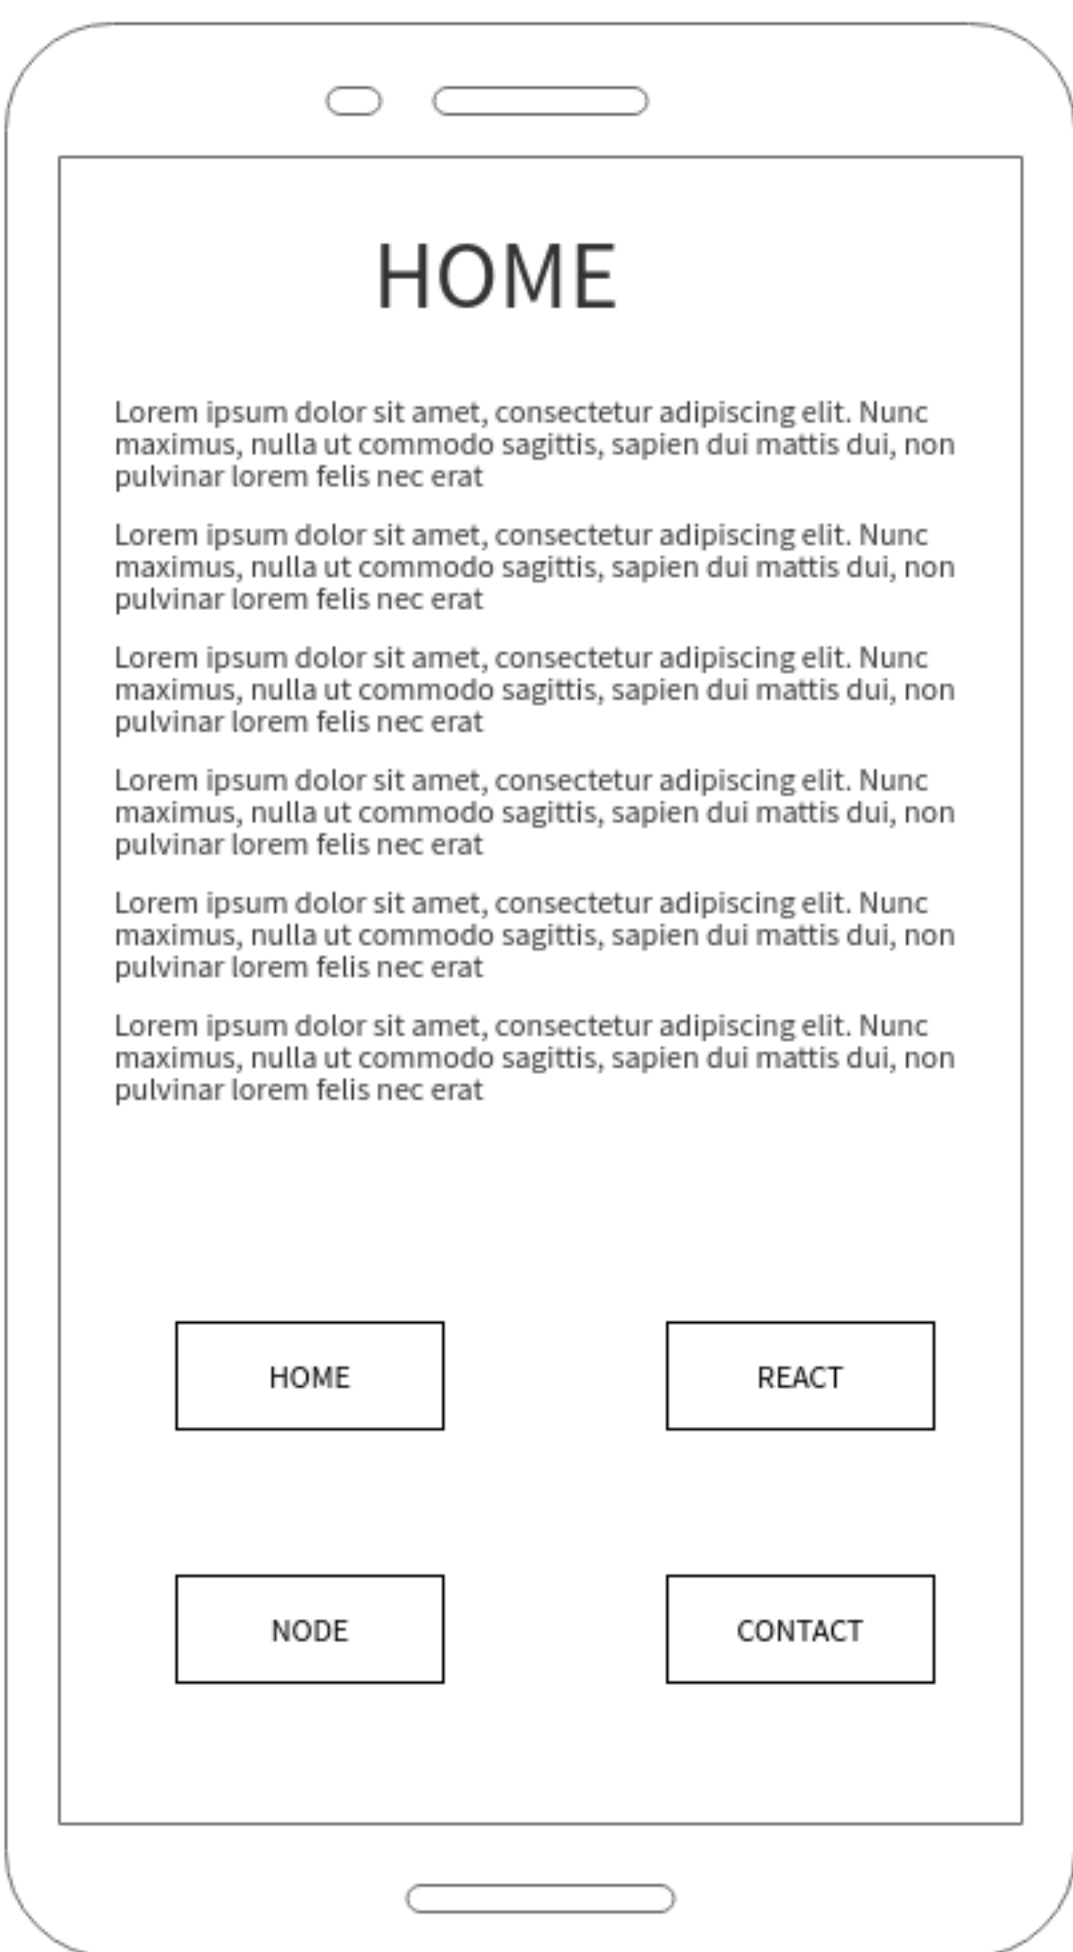 HOME
Lorem ipsum dolor sit amet, consectetur adipiscing elit. Nunc
maximus, nulla ut commodo sagittis, sapien dui mattis dui, non
pulvinar lorem felis nec erat
Lorem ipsum dolor sit amet, consectetur adipiscing elit. Nunc
maximus, nulla ut commodo sagittis, sapien dui mattis dui, non
pulvinar lorem felis nec erat
Lorem ipsum dolor sit amet, consectetur adipiscing elit. Nunc
maximus, nulla ut commodo sagittis, sapien dui mattis dui, non
pulvinar lorem felis nec erat
Lorem ipsum dolor sit amet, consectetur adipiscing elit. Nunc
maximus, nulla ut commodo sagittis, sapien dui mattis dui, non
pulvinar lorem felis nec erat
Lorem ipsum dolor sit amet, consectetur adipiscing elit. Nunc
maximus, nulla ut commodo sagittis, sapien dui mattis dui, non
pulvinar lorem felis nec erat
Lorem ipsum dolor sit amet, consectetur adipiscing elit. Nunc
maximus, nulla ut commodo sagittis, sapien dui mattis dui, non
pulvinar lorem felis nec erat
HOME
REACT
NODE
CONTACT